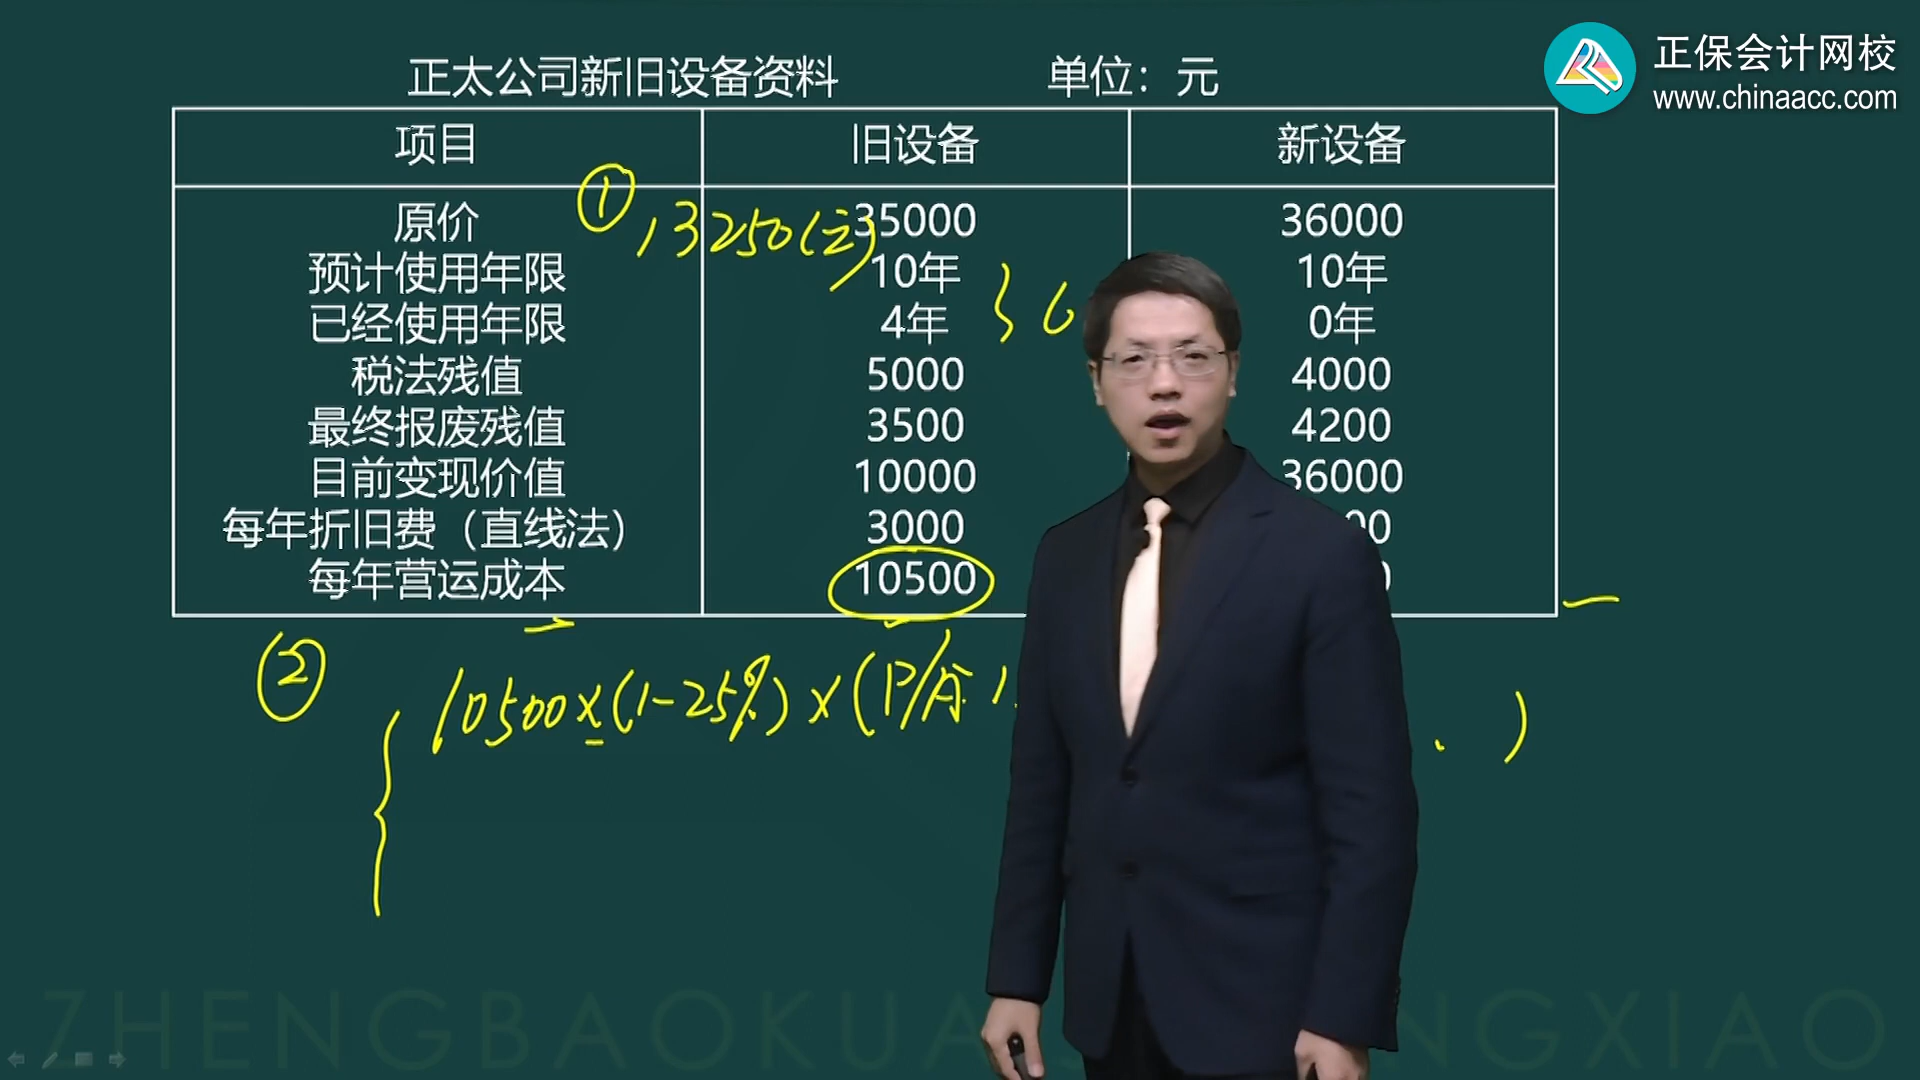 正保会计网校
www.chinaacc.com
正太公司新旧设备资料 单位：元
项目 旧设备 新设备
原价 35000 36000
① 13250(元)
预计使用年限 10年 10年
已经使用年限 4年 0年
} 6
税法残值 5000 4000
最终报废残值 3500 4200
目前变现价值 10000 36000
每年折旧费（直线法） 3000
每年营运成本 10500
② { 10500×(1-25%)×(P/A, 1 )
ZHENGBAOKUA NGXIAO